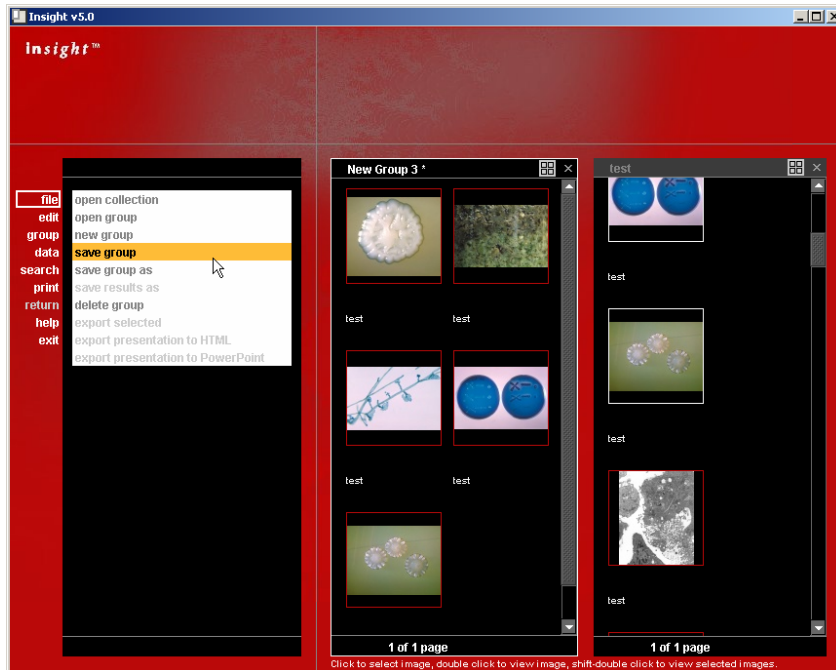 Insight v5.0
insight™
file
edit
group
data
search
print
return
help
exit
open collection
open group
new group
save group
save group as
save results as
delete group
export selected
export presentation to HTML
export presentation to PowerPoint
New Group 3 *
test
test
test
test
1 of 1 page
test
test
test
test
1 of 1 page
Click to select image, double click to view image, shift-double click to view selected images.